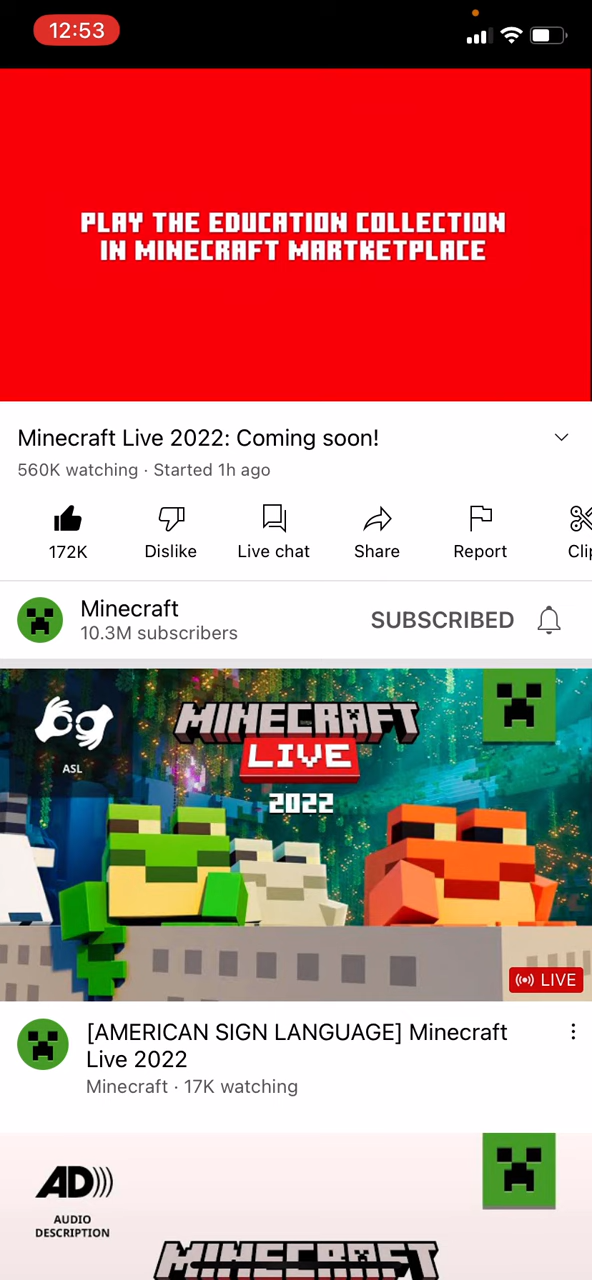 12:53
PLAY THE EDUCATION COLLECTION
IN MINECRAFT MARTKETPLACE
Minecraft Live 2022: Coming soon!
560K watching · Started 1h ago
172K
Dislike
Live chat
Share
Report
Clip
Minecraft
10.3M subscribers
SUBSCRIBED
ASL
MINECRAFT
LIVE
2022
LIVE
[AMERICAN SIGN LANGUAGE] Minecraft
Live 2022
Minecraft · 17K watching
AD
AUDIO
DESCRIPTION
MINECRAFT